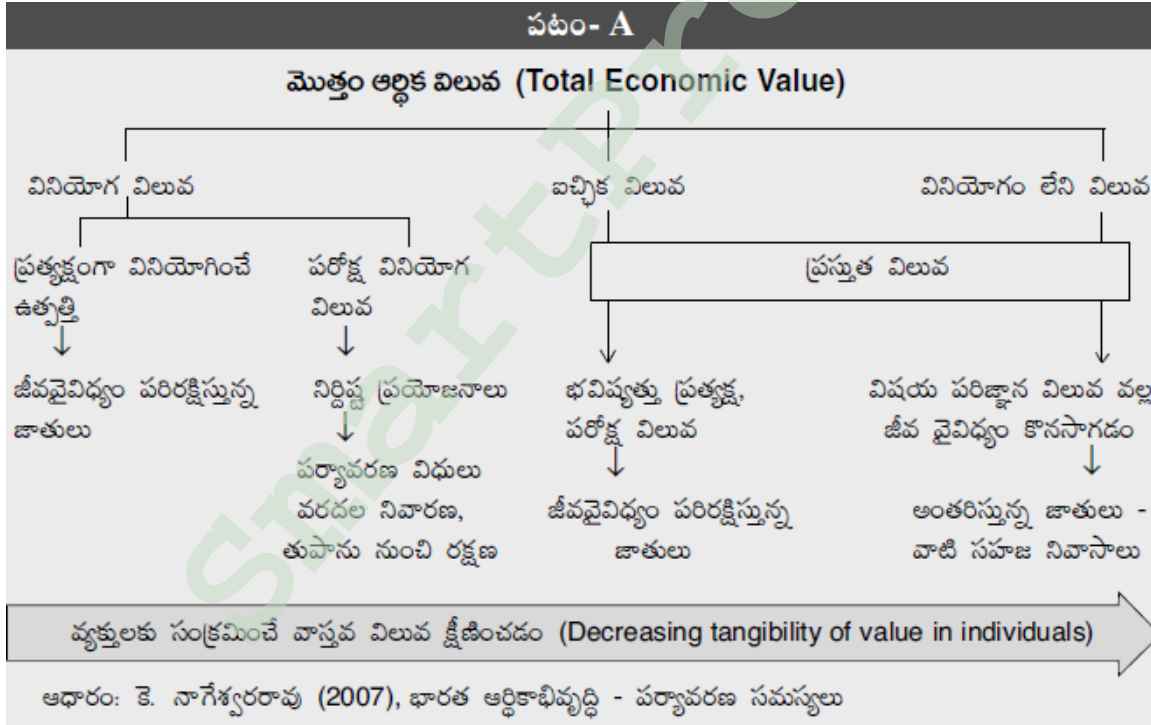 పటం- A
మొత్తం ఆర్థిక విలువ (Total Economic Value)
వినియోగ విలువ
ఐచ్ఛిక విలువ
వినియోగం లేని విలువ
ప్రత్యక్షంగా వినియోగించే
ఉత్పత్తి
పరోక్ష వినియోగ
విలువ
ప్రస్తుత విలువ
జీవవైవిధ్యం పరిరక్షిస్తున్న
జాతులు
నిర్దిష్ట ప్రయోజనాలు
పర్యావరణ విధులు
వరదల నివారణ,
తుపాను నుంచి రక్షణ
భవిష్యత్తు ప్రత్యక్ష,
పరోక్ష విలువ
జీవవైవిధ్యం పరిరక్షిస్తున్న
జాతులు
విషయ పరిజ్ఞాన విలువ వల్ల
జీవ వైవిధ్యం కొనసాగడం
అంతరిస్తున్న జాతులు -
వాటి సహజ నివాసాలు
వ్యక్తులకు సంక్రమించే వాస్తవ విలువ క్షీణించడం (Decreasing tangibility of value in individuals)
ఆధారం: కె. నాగేశ్వరరావు (2007), భారత ఆర్థికాభివృద్ధి - పర్యావరణ సమస్యలు